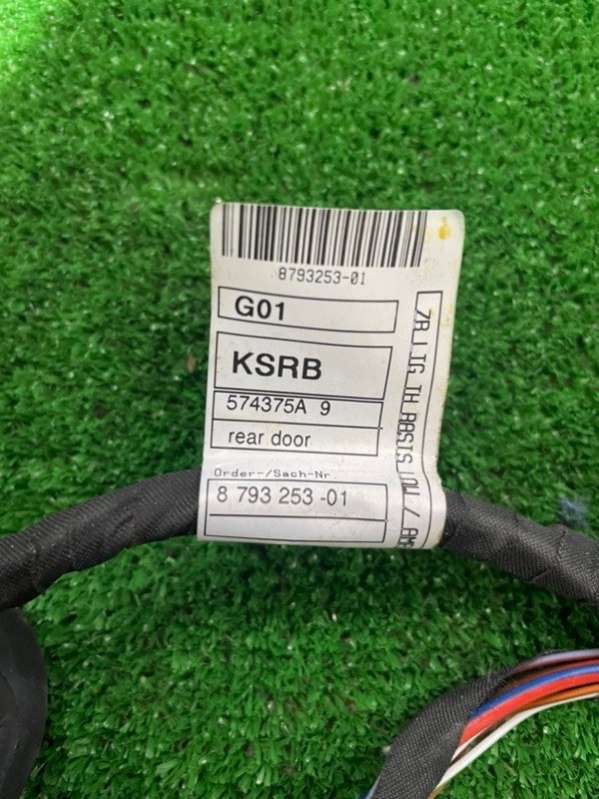 8793253-01
G01
KSRB
574375A 9
rear door
Order-/Sach-Nr
8 793 253 -01